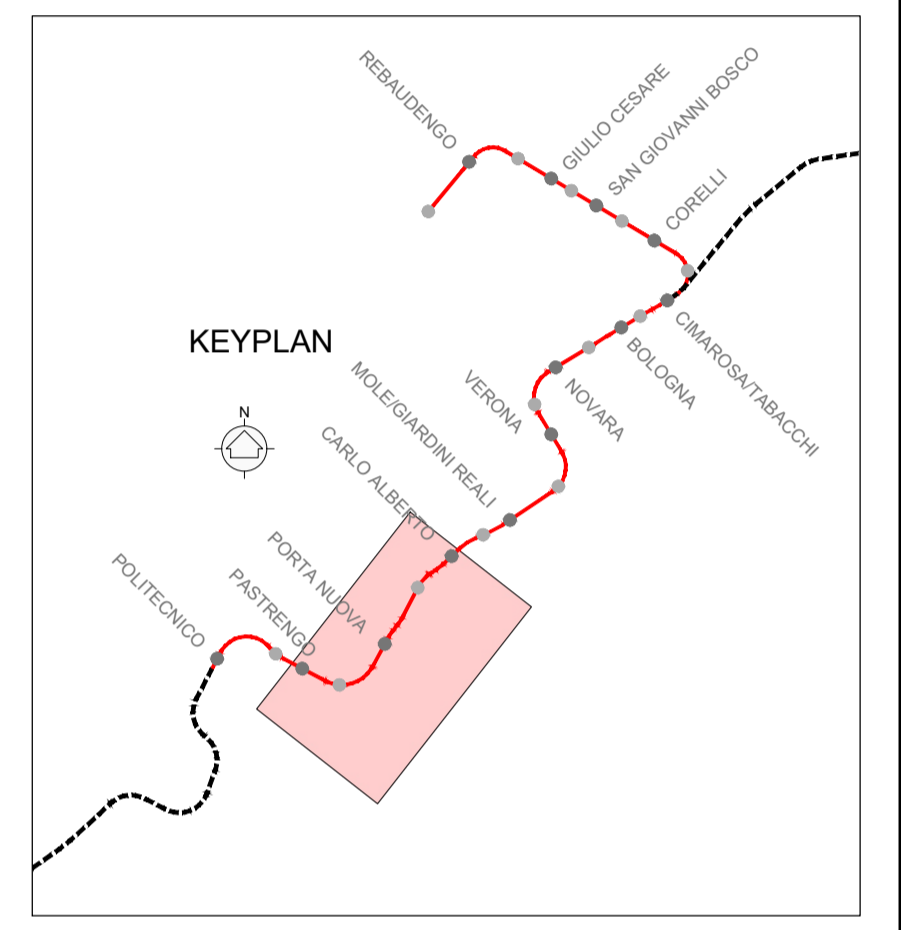 REBAUDENGO
GIULIO CESARE
SAN GIOVANNI BOSCO
CORELLI
KEYPLAN
N
CIMAROSA/TABACCHI
BOLOGNA
NOVARA
VERONA
MOLE/GIARDINI REALI
CARLO ALBERTO
PORTA NUOVA
PASTRENGO
POLITECNICO